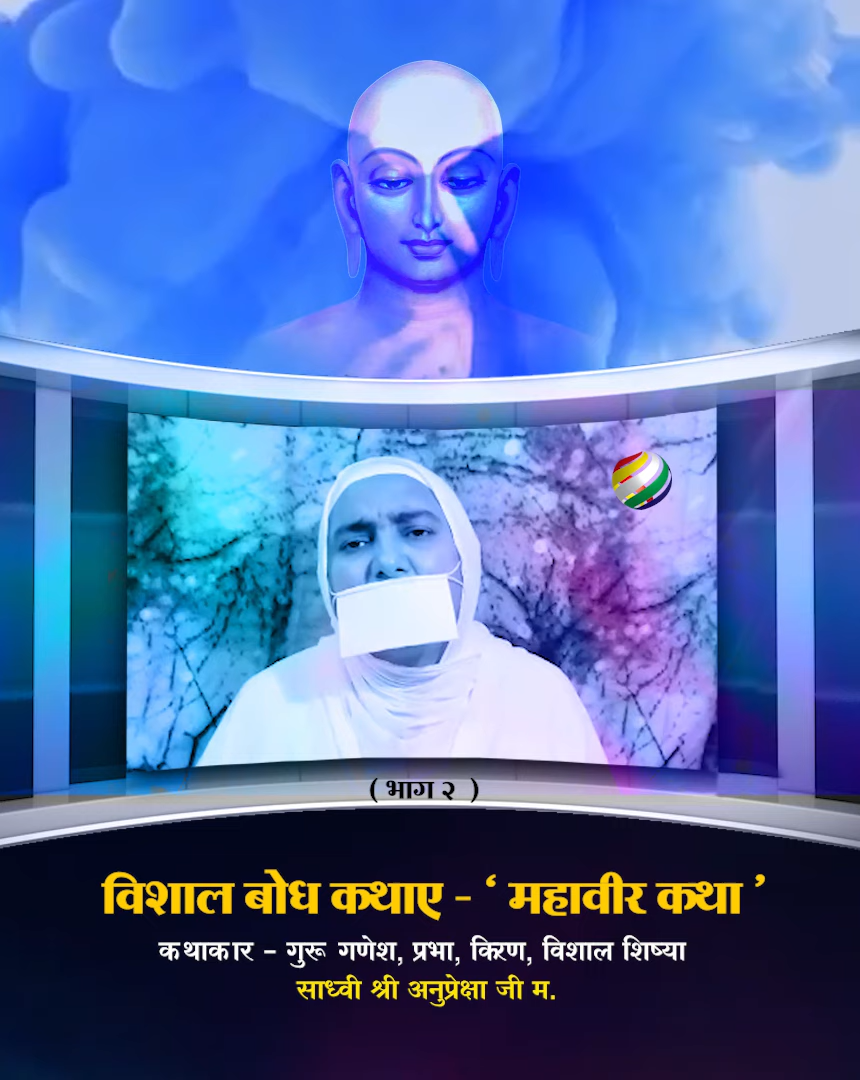 ( भाग २ )
विशाल बोध कथाए - ‘ महावीर कथा ’
कथाकार - गुरू गणेश, प्रभा, किरण, विशाल शिष्या
साध्वी श्री अनुप्रेक्षा जी म.